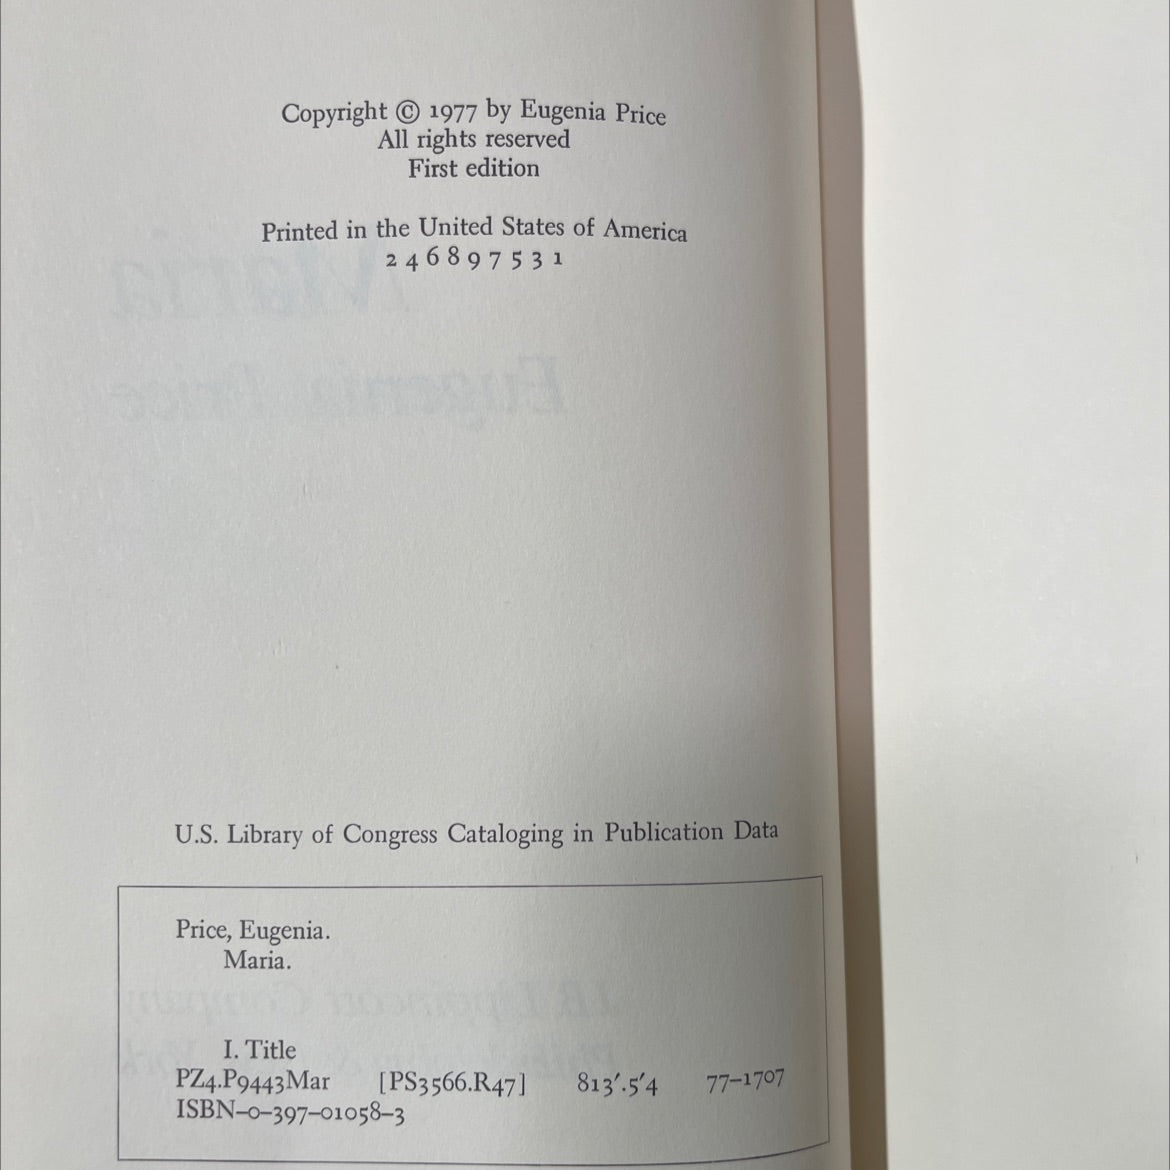 Copyright © 1977 by Eugenia Price
All rights reserved
First edition
Printed in the United States of America
2 4 6 8 9 7 5 3 1
U.S. Library of Congress Cataloging in Publication Data
Price, Eugenia.
Maria.
I. Title
PZ4.P9443Mar [PS3566.R47] 813'.5'4 77–1707
ISBN–0–397–01058–3